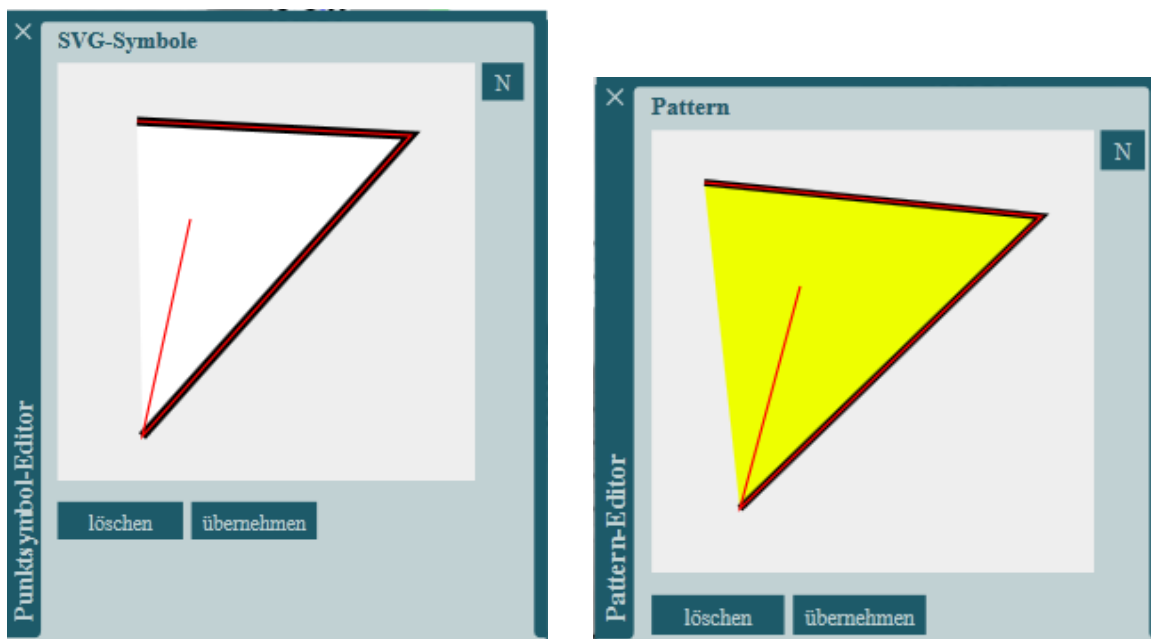 SVG-Symbole
N
Punktsymbol-Editor
löschen
übernehmen
Pattern
N
Pattern-Editor
löschen
übernehmen